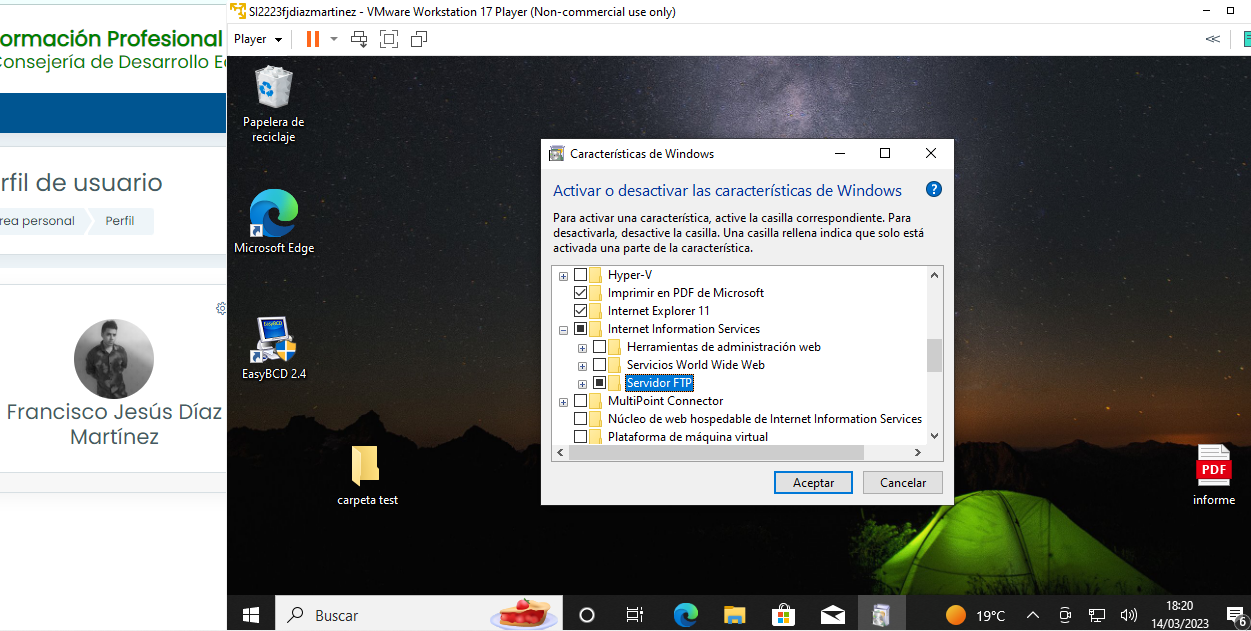 SI2223fjdiazmartinez - VMware Workstation 17 Player (Non-commercial use only)
Player
ormación Profesional
onsejería de Desarrollo E
rfil de usuario
rea personal
Perfil
Francisco Jesús Díaz
Martínez
Papelera de
reciclaje
Microsoft Edge
EasyBCD
EasyBCD 2.4
carpeta test
Características de Windows
Activar o desactivar las características de Windows
?
Para activar una característica, active la casilla correspondiente. Para
desactivarla, desactive la casilla. Una casilla rellena indica que solo está
activada una parte de la característica.
Hyper-V
Imprimir en PDF de Microsoft
Internet Explorer 11
Internet Information Services
Herramientas de administración web
Servicios World Wide Web
Servidor FTP
MultiPoint Connector
Núcleo de web hospedable de Internet Information Services
Plataforma de máquina virtual
Aceptar
Cancelar
PDF
informe
Buscar
19°C
18:20
14/03/2023
6